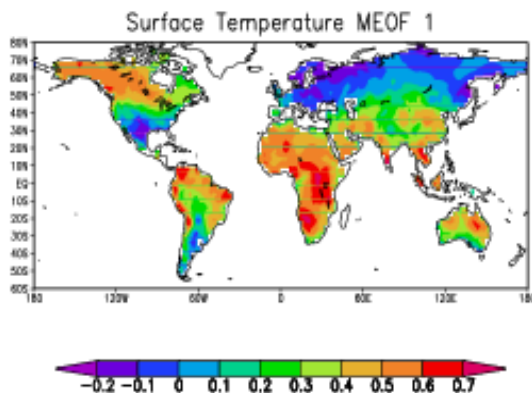 Surface Temperature MEOF 1
80N
70N
60N
50N
40N
30N
20N
10N
EQ
10S
20S
30S
40S
50S
60S
180 120W 60W 0 60E 120E 180
-0.2 -0.1 0 0.1 0.2 0.3 0.4 0.5 0.6 0.7